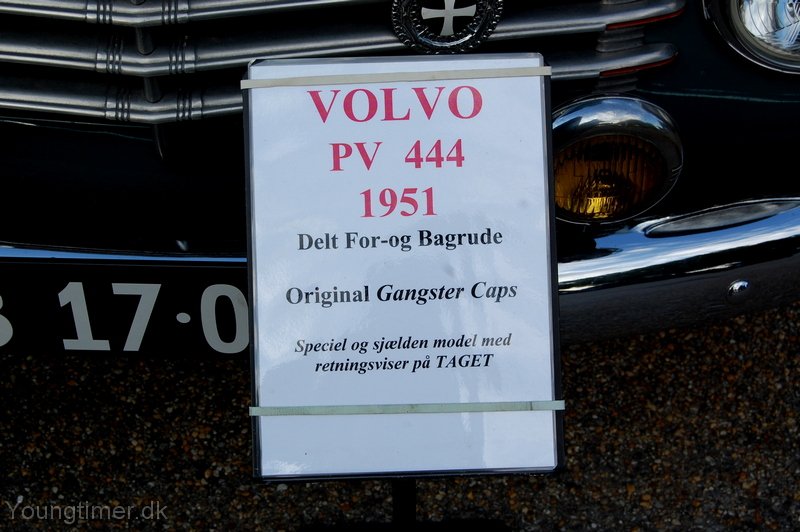 VOLVO
PV 444
1951
Delt For-og Bagrude
Original Gangster Caps
Speciel og sjælden model med
retningsviser på TAGET
17·0
Youngtimer.dk